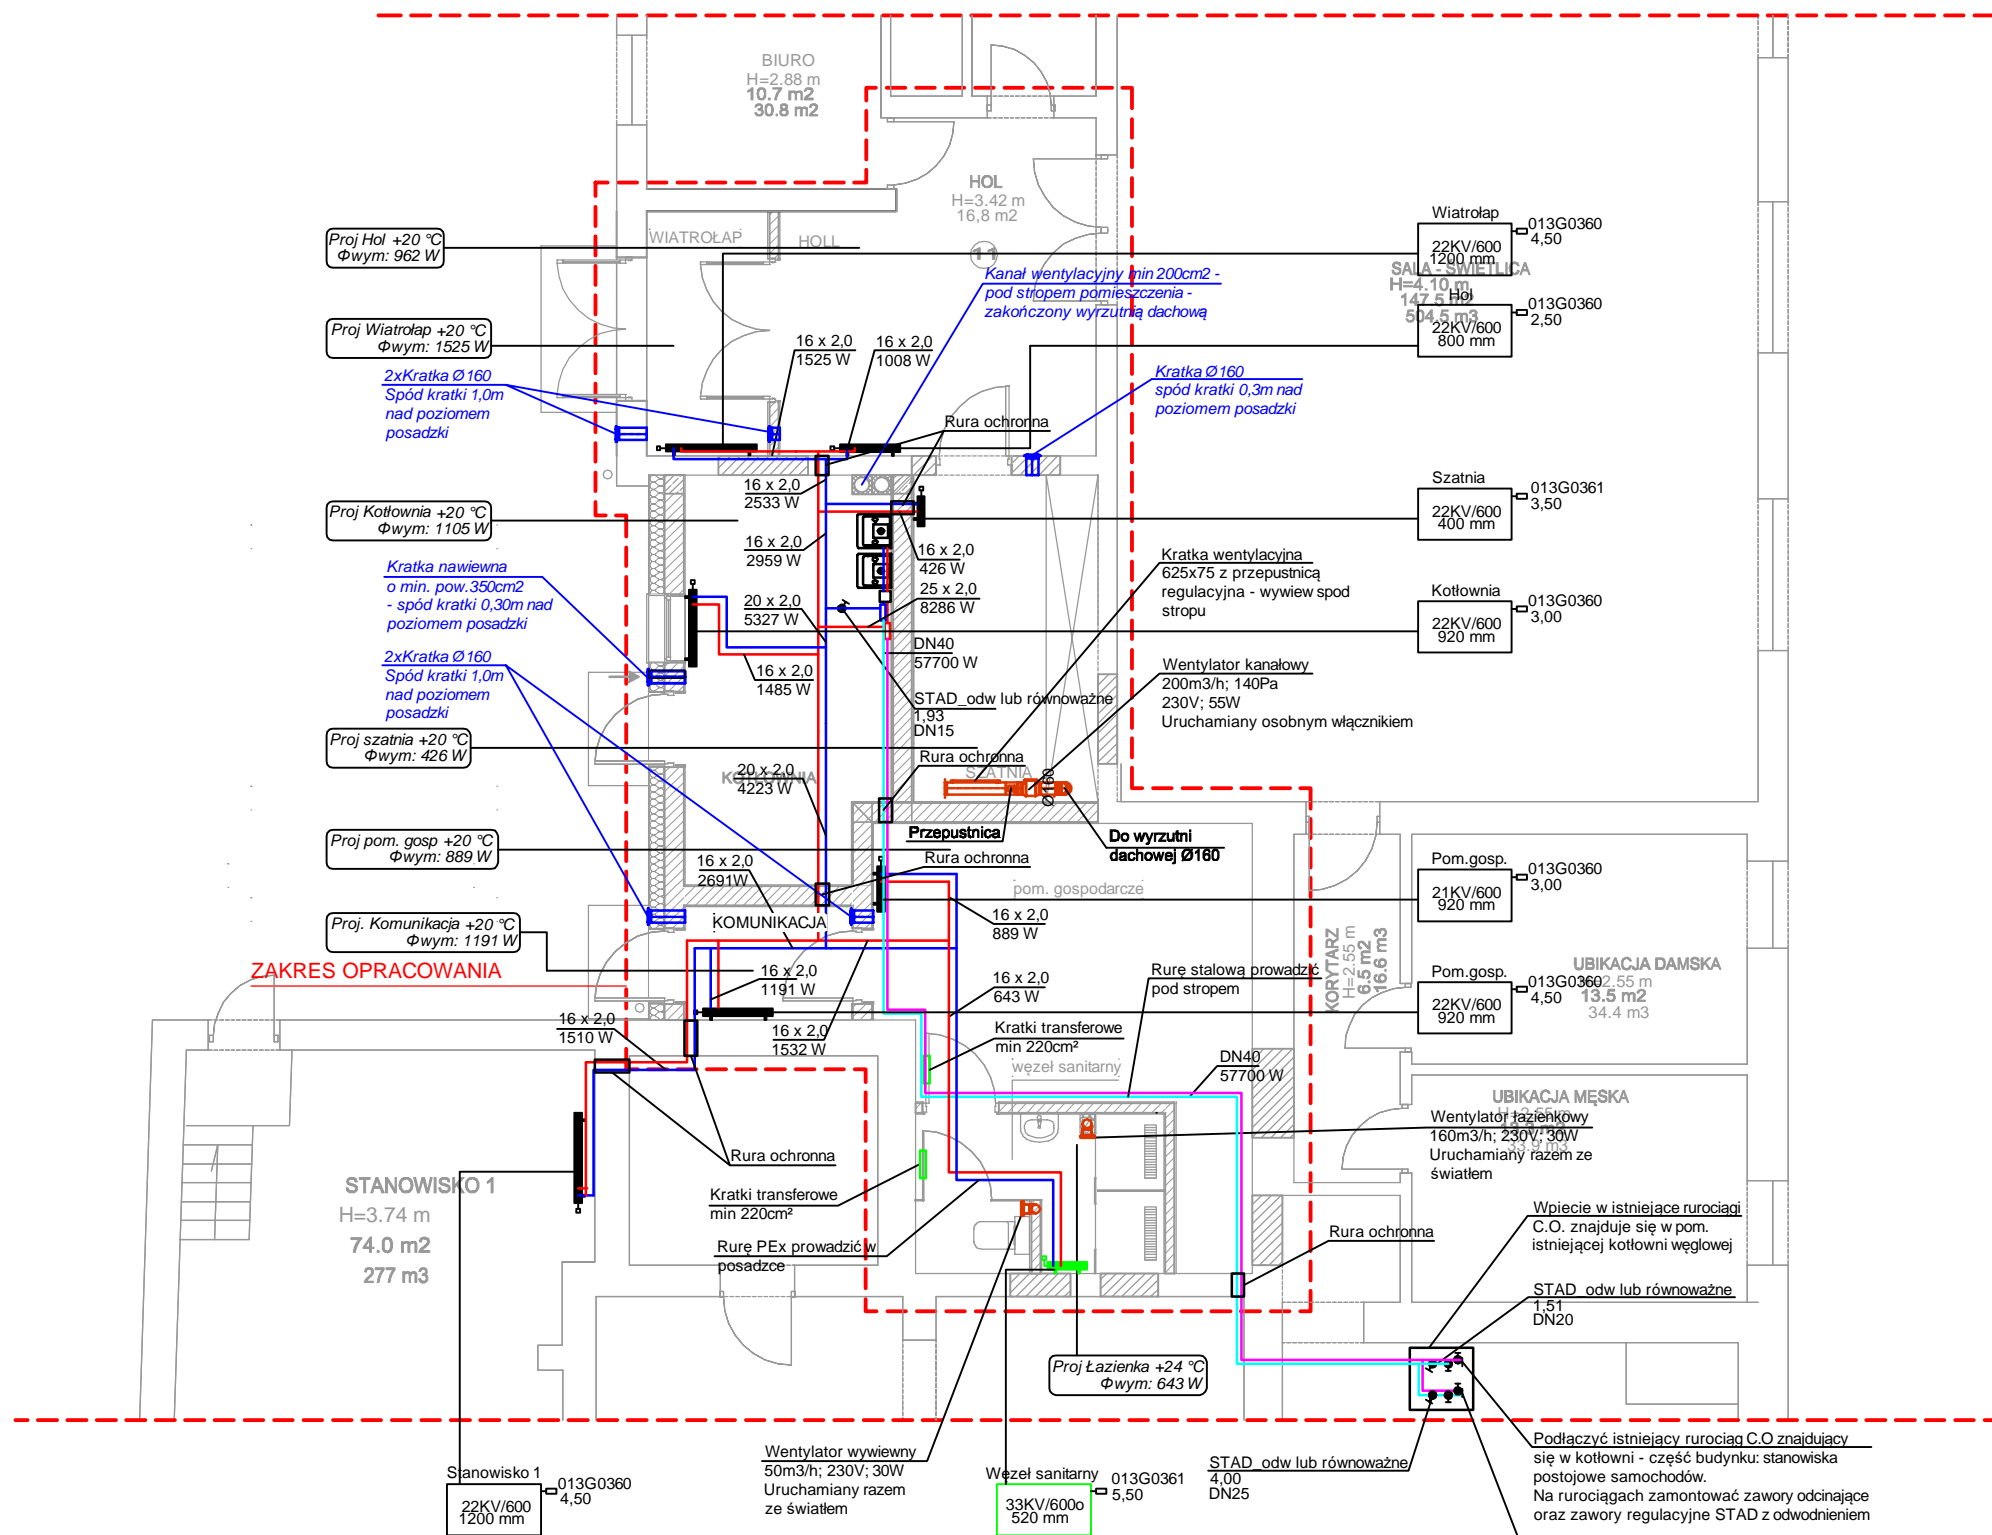 BIURO
H=2.88 m
10.7 m2
30.8 m2
HOL
H=3.42 m
16,8 m2
11
WIATROŁAP
HOLL
Proj Hol +20 °C
Φwym: 962 W
Proj Wiatrołap +20 °C
Φwym: 1525 W
2xKratka Ø160
Spód kratki 1,0m
nad poziomem
posadzki
Proj Kotłownia +20 °C
Φwym: 1105 W
Kratka nawiewna
o min. pow.350cm2
- spód kratki 0,30m nad
poziomem posadzki
2xKratka Ø160
Spód kratki 1,0m
nad poziomem
posadzki
Proj szatnia +20 °C
Φwym: 426 W
Proj pom. gosp +20 °C
Φwym: 889 W
Proj. Komunikacja +20 °C
Φwym: 1191 W
ZAKRES OPRACOWANIA
Kanał wentylacyjny min 200cm2 -
pod stropem pomieszczenia -
zakończony wyrzutnią dachową
Kratka Ø160
spód kratki 0,3m nad
poziomem posadzki
16 x 2,0
1525 W
16 x 2,0
1008 W
Rura ochronna
16 x 2,0
2533 W
16 x 2,0
2959 W
16 x 2,0
426 W
25 x 2,0
8286 W
20 x 2,0
5327 W
DN40
57700 W
16 x 2,0
1485 W
STAD_odw lub równoważne
1,93
DN15
Rura ochronna
KOTŁOWNIA
20 x 2,0
4223 W
SZATNIA
Ø160
Przepustnica
Do wyrzutni
dachowej Ø160
Kratka wentylacyjna
625x75 z przepustnicą
regulacyjna - wywiew spod
stropu
Wentylator kanałowy
200m3/h; 140Pa
230V; 55W
Uruchamiany osobnym włącznikiem
16 x 2,0
2691W
Rura ochronna
pom. gospodarcze
KOMUNIKACJA
16 x 2,0
889 W
16 x 2,0
1191 W
16 x 2,0
643 W
Rurę stalową prowadzić
pod stropem
16 x 2,0
1510 W
16 x 2,0
1532 W
Kratki transferowe
min 220cm²
węzeł sanitarny
DN40
57700 W
Rura ochronna
Kratki transferowe
min 220cm²
Rurę PEx prowadzić w
posadzce
STANOWISKO 1
H=3.74 m
74.0 m2
277 m3
Wiatrołap
22KV/600
1200 mm
013G0360
4,50
SALA - ŚWIETLICA
H=4.10 m
147.5 m2
504.5 m3
Hol
22KV/600
800 mm
013G0360
2,50
Szatnia
22KV/600
400 mm
013G0361
3,50
Kotłownia
22KV/600
920 mm
013G0360
3,00
Pom.gosp.
21KV/600
920 mm
013G0360
3,00
Pom.gosp.
22KV/600
920 mm
013G0360
4,50
KORYTARZ
H=2.55 m
6.5 m2
16.6 m3
UBIKACJA DAMSKA
H=2.55 m
13.5 m2
34.4 m3
UBIKACJA MĘSKA
H=2.55 m
33.9 m3
Wentylator łazienkowy
160m3/h; 230V; 30W
Uruchamiany razem ze
światłem
Rura ochronna
Wpiecie w istniejące rurociągi
C.O. znajduje się w pom.
istniejącej kotłowni węglowej
STAD_odw lub równoważne
1,51
DN20
Proj Łazienka +24 °C
Φwym: 643 W
Stanowisko 1
22KV/600
1200 mm
013G0360
4,50
Wentylator wywiewny
50m3/h; 230V; 30W
Uruchamiany razem
ze światłem
Węzeł sanitarny
33KV/600o
520 mm
013G0361
5,50
STAD_odw lub równoważne
4,00
DN25
Podłączyć istniejący rurociąg C.O znajdujący
się w kotłowni - część budynku: stanowiska
postojowe samochodów.
Na rurociągach zamontować zawory odcinające
oraz zawory regulacyjne STAD z odwodnieniem